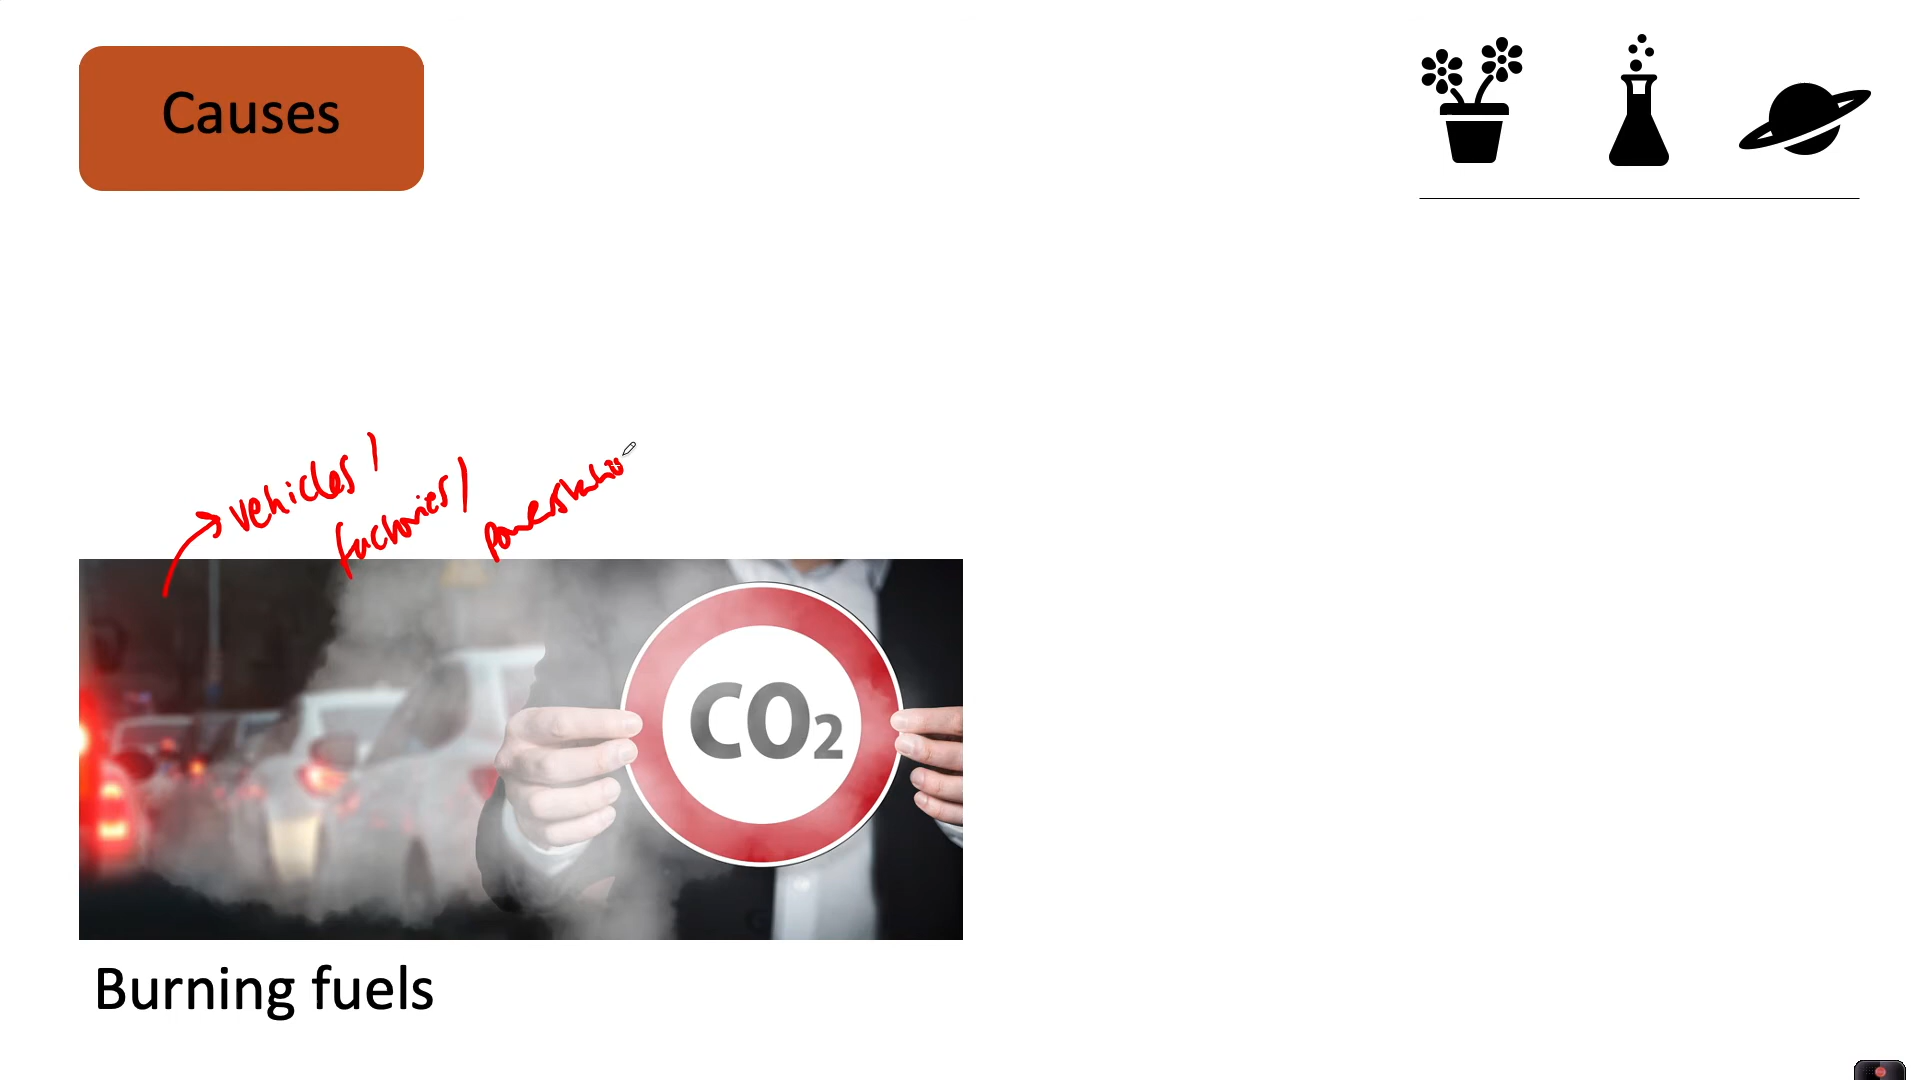 Causes
vehicles /
factories /
CO2
Burning fuels